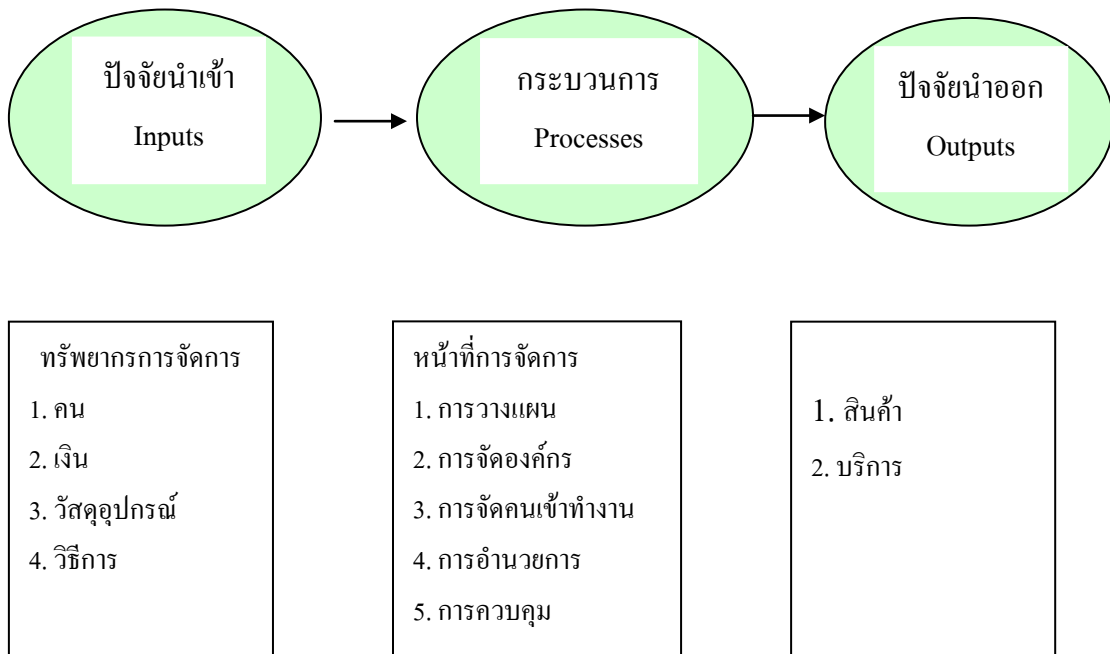 ปัจจัยนำเข้า
Inputs
กระบวนการ
Processes
ปัจจัยนำออก
Outputs
ทรัพยากรการจัดการ
1. คน
2. เงิน
3. วัสดุอุปกรณ์
4. วิธีการ
หน้าที่การจัดการ
1. การวางแผน
2. การจัดองค์กร
3. การจัดคนเข้าทำงาน
4. การอำนวยการ
5. การควบคุม
1. สินค้า
2. บริการ